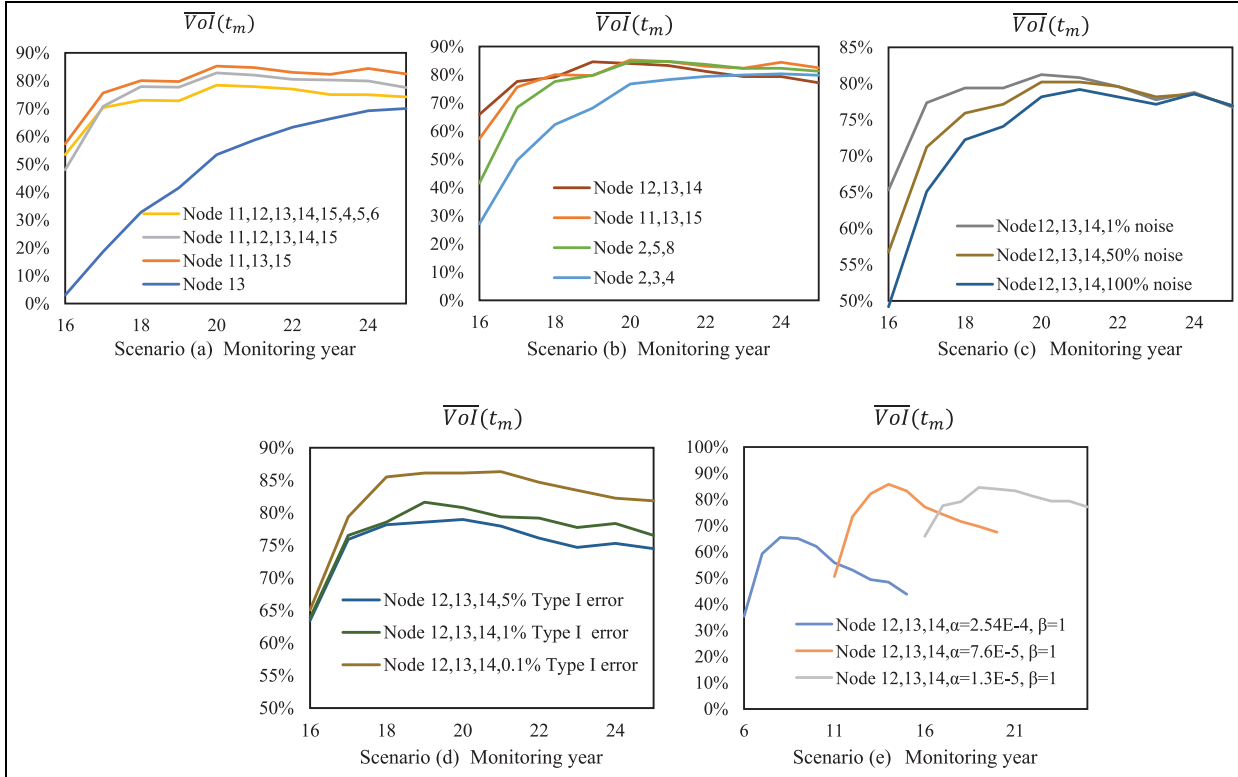 $\overline{VoI}(t_m)$
90%
80%
70%
60%
50%
40%
30%
20%
10%
0%
Node 11,12,13,14,15,4,5,6
Node 11,12,13,14,15
Node 11,13,15
Node 13
16 18 20 22 24
Scenario (a) Monitoring year
$\overline{VoI}(t_m)$
90%
80%
70%
60%
50%
40%
30%
20%
10%
0%
Node 12,13,14
Node 11,13,15
Node 2,5,8
Node 2,3,4
16 18 20 22 24
Scenario (b) Monitoring year
$\overline{VoI}(t_m)$
85%
80%
75%
70%
65%
60%
55%
50%
Node12,13,14,1% noise
Node12,13,14,50% noise
Node12,13,14,100% noise
16 18 20 22 24
Scenario (c) Monitoring year
$\overline{VoI}(t_m)$
90%
85%
80%
75%
70%
65%
60%
55%
50%
Node 12,13,14,5% Type I error
Node 12,13,14,1% Type I error
Node 12,13,14,0.1% Type I error
16 18 20 22 24
Scenario (d) Monitoring year
$\overline{VoI}(t_m)$
100%
90%
80%
70%
60%
50%
40%
30%
20%
10%
0%
Node 12,13,14,α=2.54E-4, β=1
Node 12,13,14,α=7.6E-5, β=1
Node 12,13,14,α=1.3E-5, β=1
6 11 16 21
Scenario (e) Monitoring year